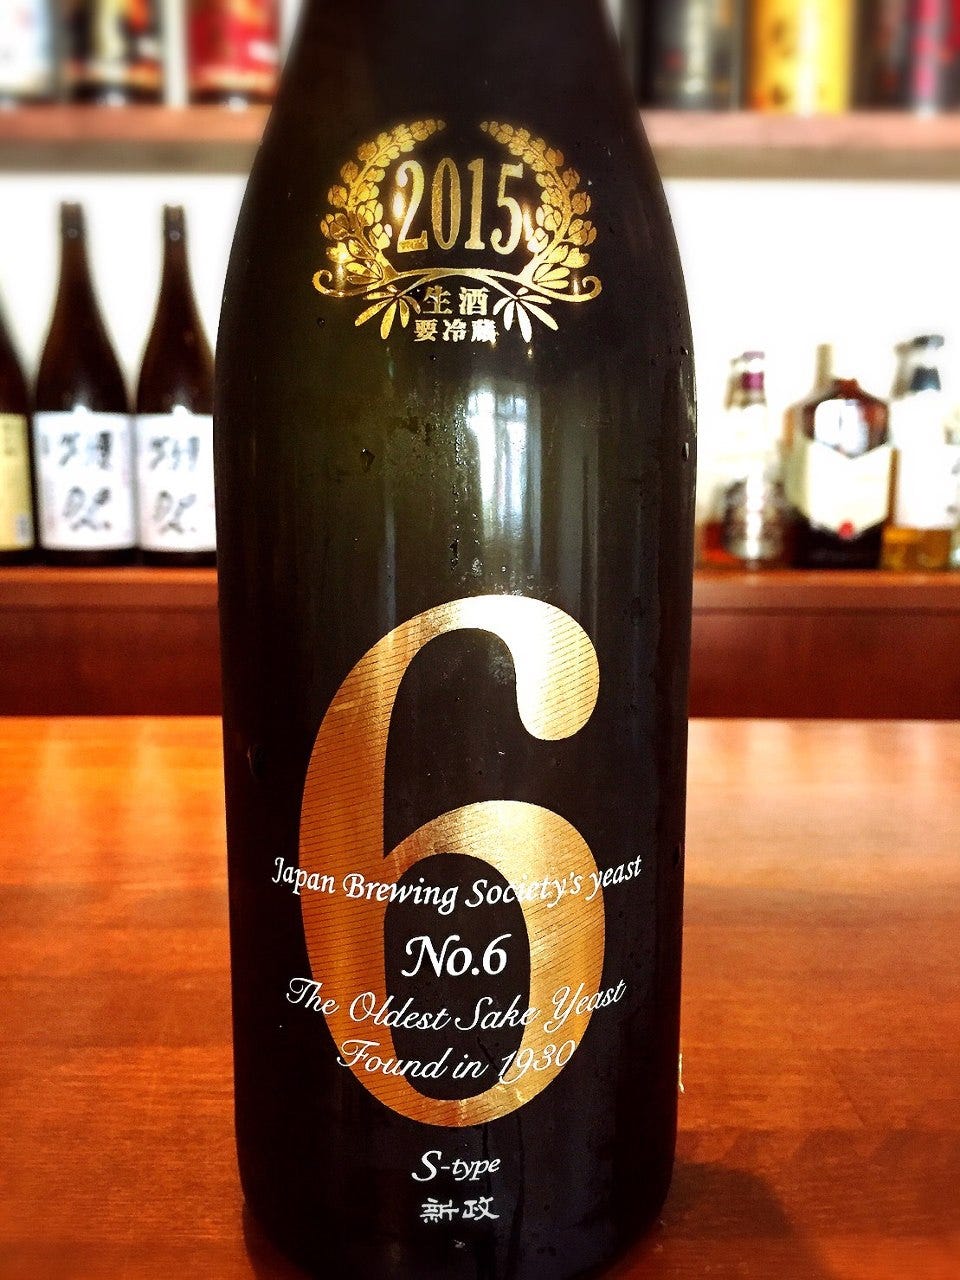 2015
生酒
要冷蔵
6
Japan Brewing Society's yeast
No.6
The Oldest Sake Yeast
Found in 1930
S-type
新政